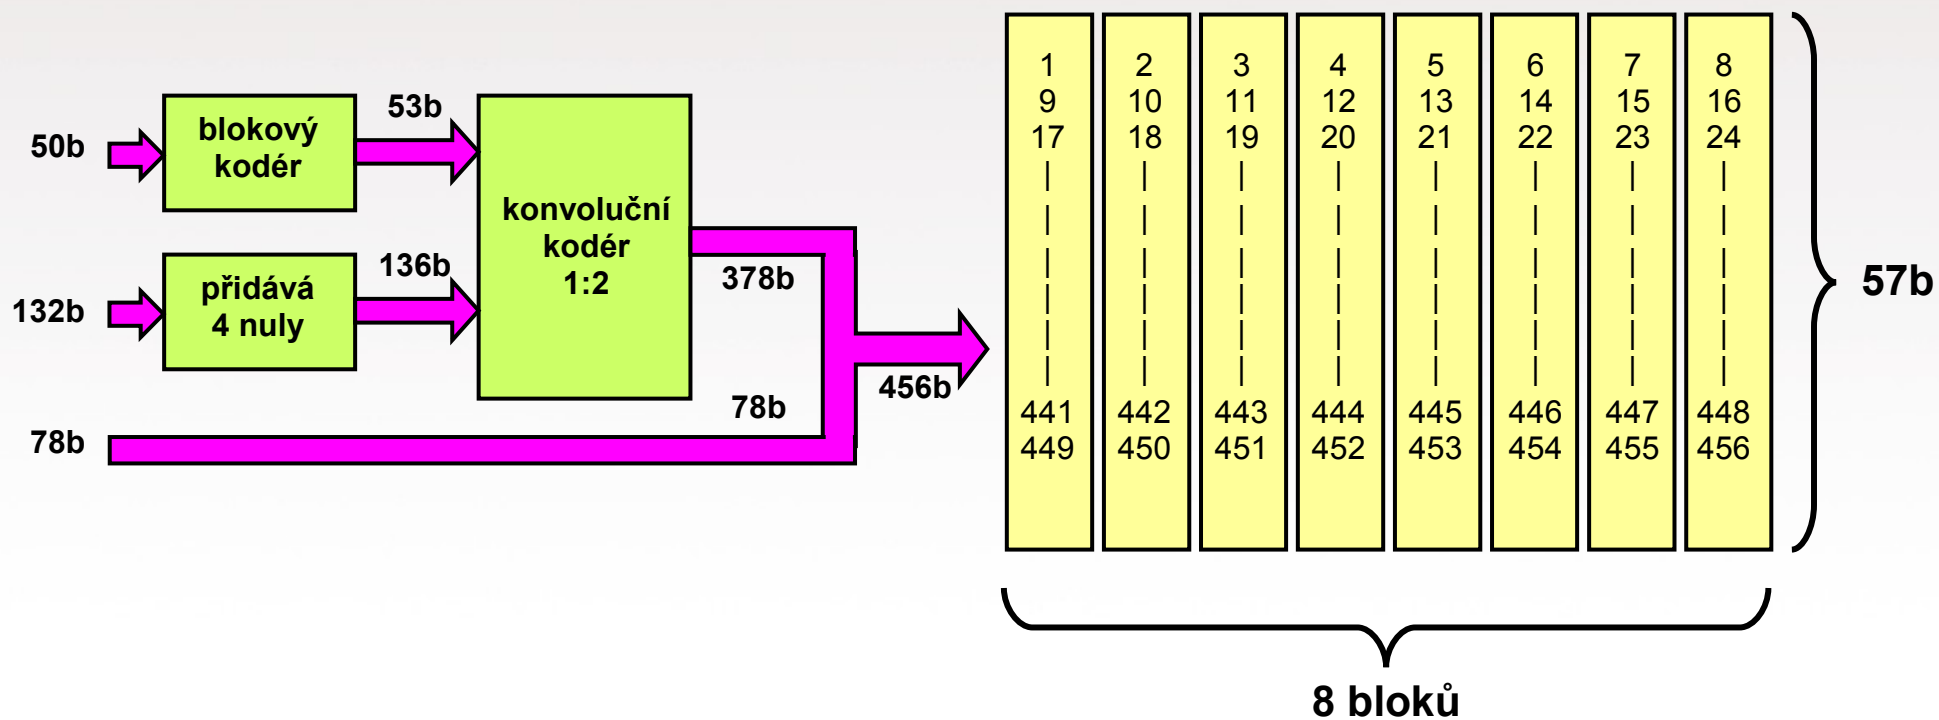 50b
blokový
kodér
53b
132b
přidává
4 nuly
136b
konvoluční
kodér
1:2
378b
78b
78b
456b
1 2 3 4 5 6 7 8
9 10 11 12 13 14 15 16
17 18 19 20 21 22 23 24
441 442 443 444 445 446 447 448
449 450 451 452 453 454 455 456
57b
8 bloků